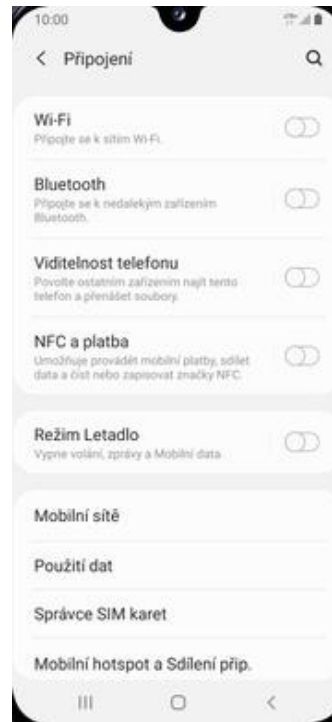 10:00
Připojení
Wi-Fi
Připojte se k sítím Wi-Fi.
Bluetooth
Připojte se k nedalekým zařízením
Bluetooth.
Viditelnost telefonu
Povolte ostatním zařízením najít tento
telefon a přenášet soubory.
NFC a platba
Umožňuje provádět mobilní platby, sdílet
data a číst nebo zapisovat značky NFC.
Režim Letadlo
Vypne volání, zprávy a Mobilní data.
Mobilní sítě
Použití dat
Správce SIM karet
Mobilní hotspot a Sdílení přip.